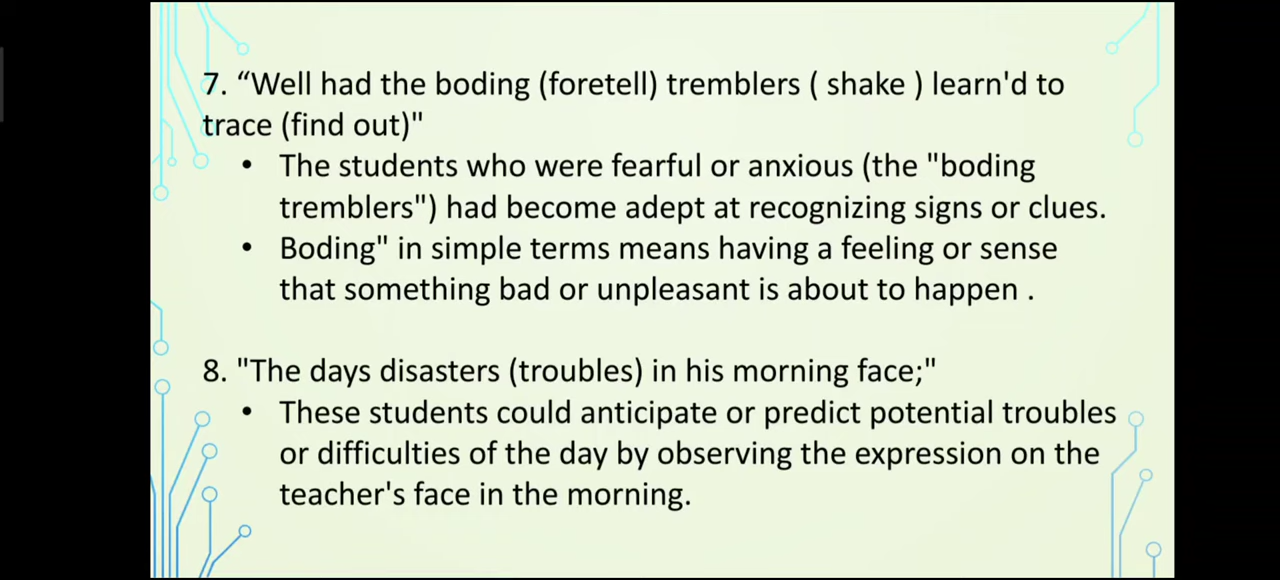 7. “Well had the boding (foretell) tremblers ( shake ) learn'd to
trace (find out)"
• The students who were fearful or anxious (the "boding
tremblers") had become adept at recognizing signs or clues.
• Boding" in simple terms means having a feeling or sense
that something bad or unpleasant is about to happen .
8. "The days disasters (troubles) in his morning face;"
• These students could anticipate or predict potential troubles
or difficulties of the day by observing the expression on the
teacher's face in the morning.